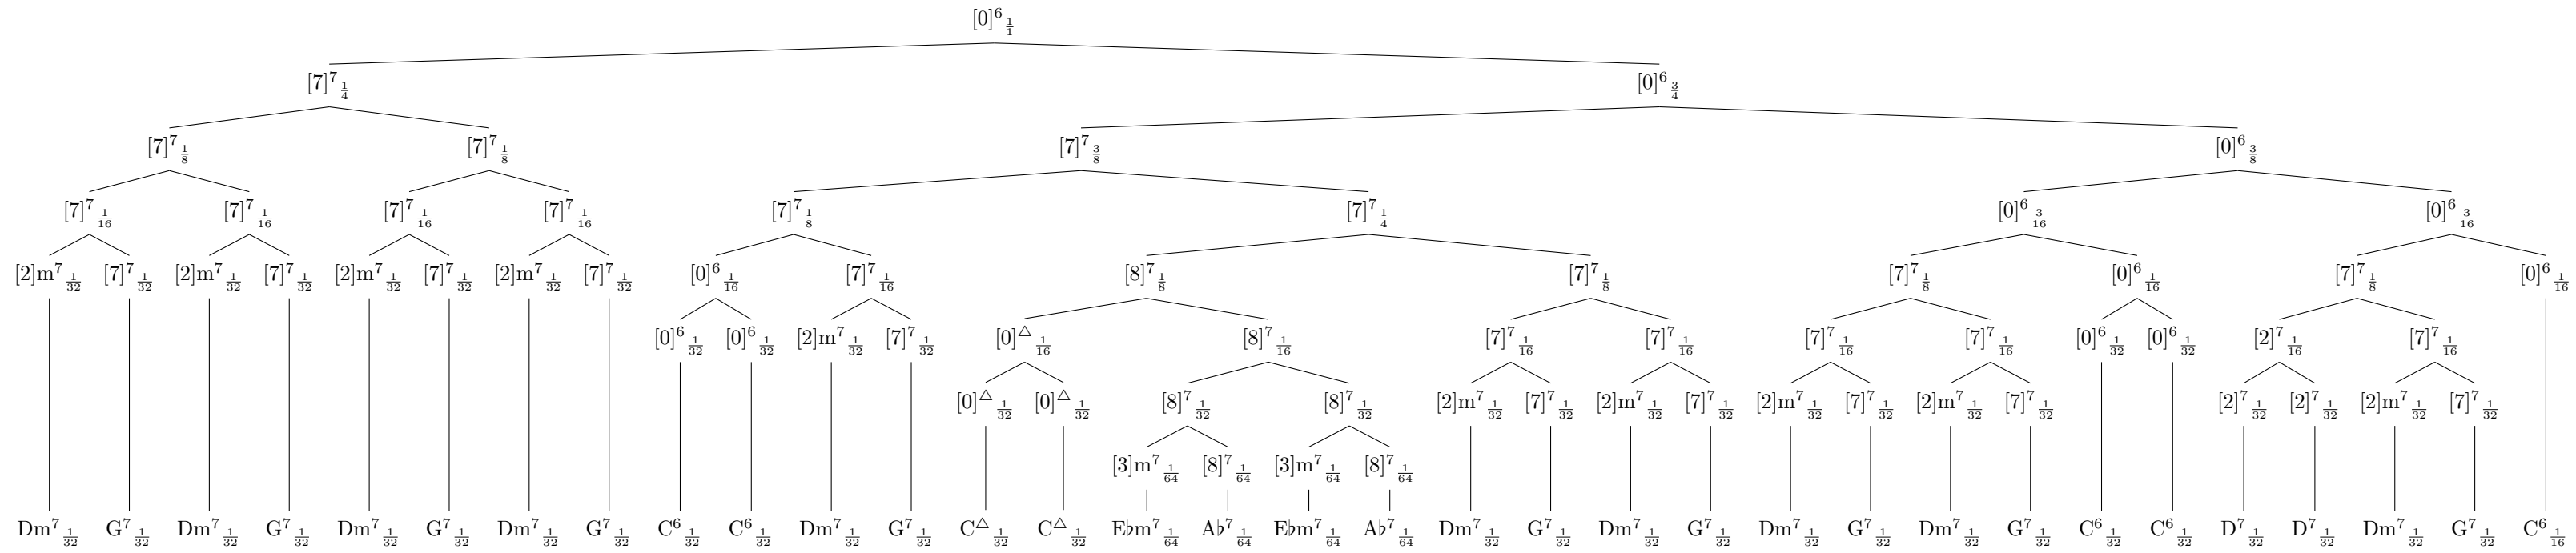 [0]⁶ 1/1
[7]⁷ 1/4 [0]⁶ 3/4
[7]⁷ 1/8 [7]⁷ 1/8 [7]⁷ 3/8 [0]⁶ 3/8
[7]⁷ 1/16 [7]⁷ 1/16 [7]⁷ 1/16 [7]⁷ 1/16 [7]⁷ 1/8 [7]⁷ 1/4 [0]⁶ 3/16 [0]⁶ 3/16
[2]m⁷ 1/32 [7]⁷ 1/32 [2]m⁷ 1/32 [7]⁷ 1/32 [2]m⁷ 1/32 [7]⁷ 1/32 [2]m⁷ 1/32 [7]⁷ 1/32 [0]⁶ 1/16 [7]⁷ 1/16 [8]⁷ 1/8 [7]⁷ 1/8 [7]⁷ 1/8 [0]⁶ 1/16 [7]⁷ 1/8 [0]⁶ 1/16
[0]⁶ 1/32 [0]⁶ 1/32 [2]m⁷ 1/32 [7]⁷ 1/32 [0]△ 1/16 [8]⁷ 1/16 [7]⁷ 1/16 [7]⁷ 1/16 [7]⁷ 1/16 [7]⁷ 1/16 [0]⁶ 1/32 [0]⁶ 1/32 [2]⁷ 1/16 [7]⁷ 1/16
[0]△ 1/32 [0]△ 1/32 [8]⁷ 1/32 [8]⁷ 1/32 [2]m⁷ 1/32 [7]⁷ 1/32 [2]m⁷ 1/32 [7]⁷ 1/32 [2]m⁷ 1/32 [7]⁷ 1/32 [2]m⁷ 1/32 [7]⁷ 1/32 [2]⁷ 1/32 [2]⁷ 1/32 [2]m⁷ 1/32 [7]⁷ 1/32
[3]m⁷ 1/64 [8]⁷ 1/64 [3]m⁷ 1/64 [8]⁷ 1/64
Dm⁷ 1/32 G⁷ 1/32 Dm⁷ 1/32 G⁷ 1/32 Dm⁷ 1/32 G⁷ 1/32 Dm⁷ 1/32 G⁷ 1/32 C⁶ 1/32 C⁶ 1/32 Dm⁷ 1/32 G⁷ 1/32 C△ 1/32 C△ 1/32 E♭m⁷ 1/64 A♭⁷ 1/64 E♭m⁷ 1/64 A♭⁷ 1/64 Dm⁷ 1/32 G⁷ 1/32 Dm⁷ 1/32 G⁷ 1/32 Dm⁷ 1/32 G⁷ 1/32 Dm⁷ 1/32 G⁷ 1/32 C⁶ 1/32 C⁶ 1/32 D⁷ 1/32 D⁷ 1/32 Dm⁷ 1/32 G⁷ 1/32 C⁶ 1/16